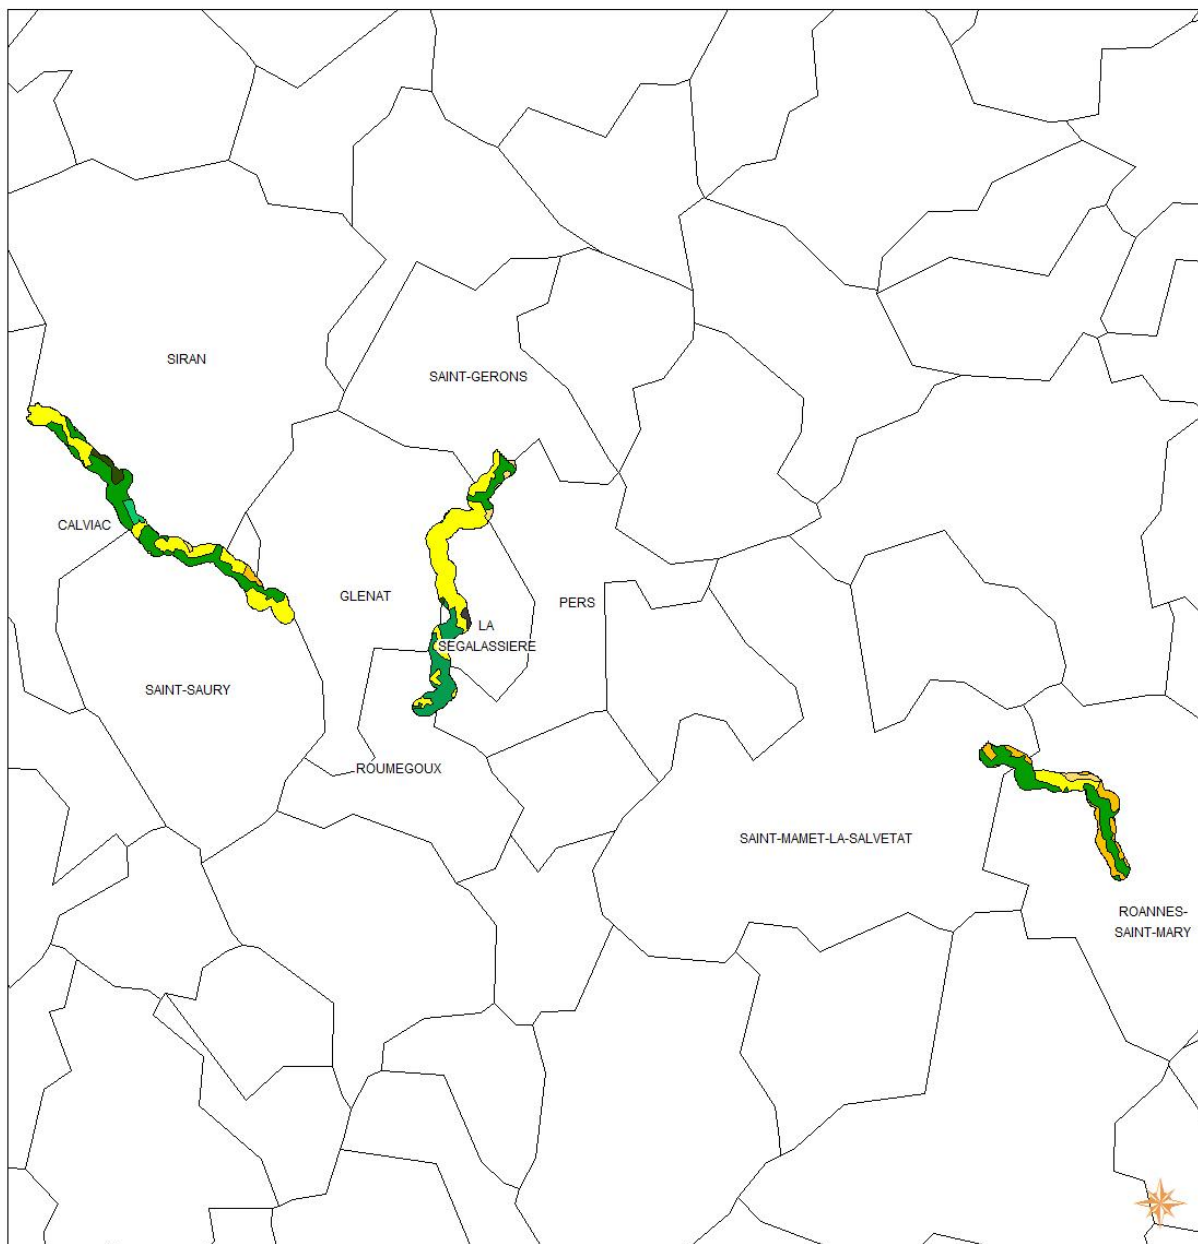 SIRAN
SAINT-GERONS
CALVIAC
GLENAT
PERS
LA
SEGALASSIERE
SAINT-SAURY
ROUMEGOUX
SAINT-MAMET-LA-SALVETAT
ROANNES-
SAINT-MARY